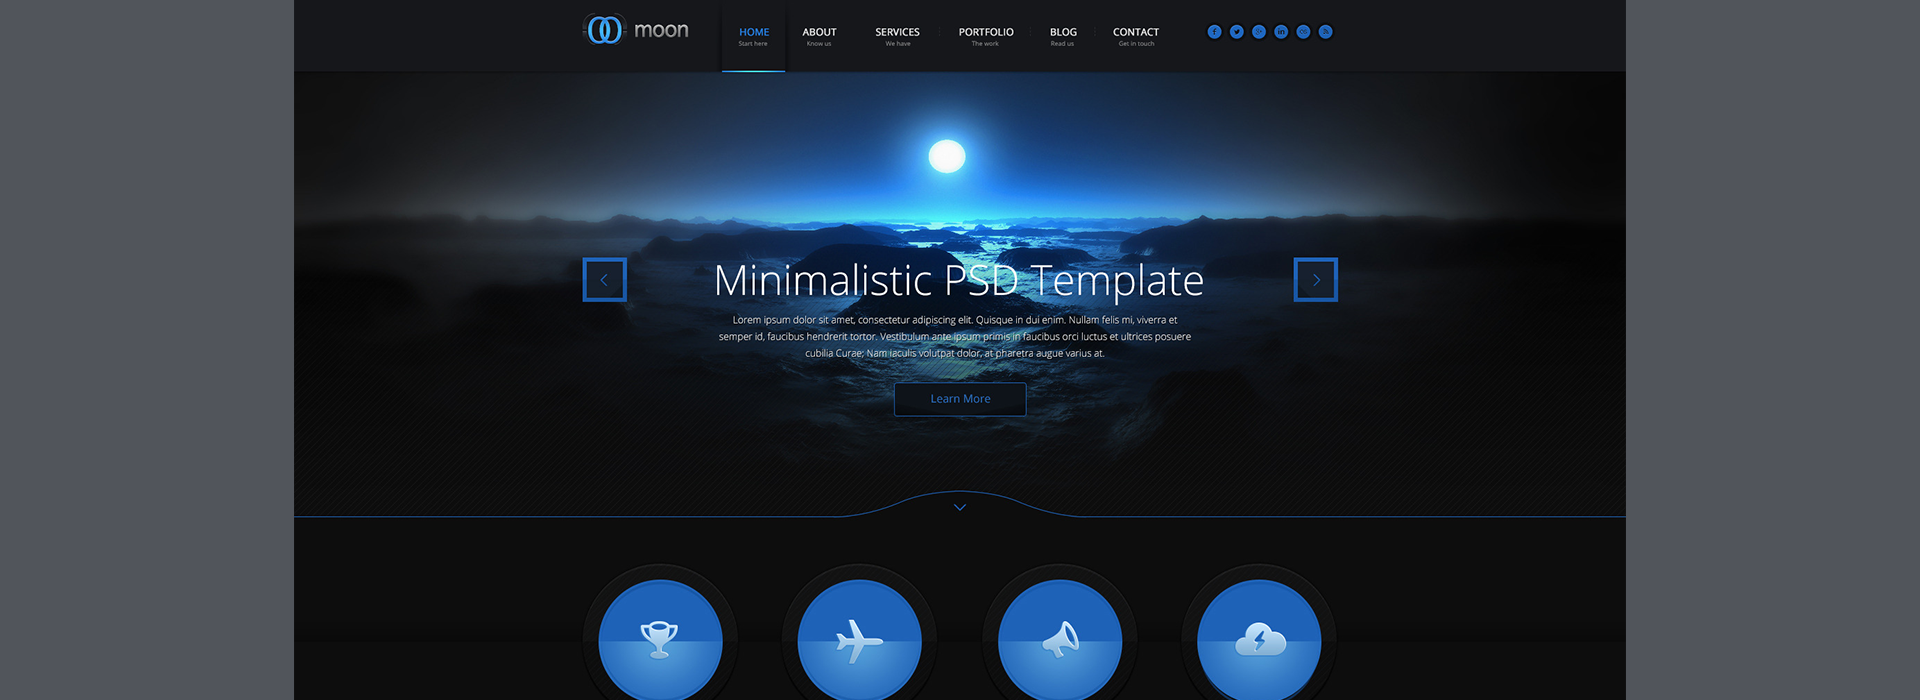 moon
HOME
Start here
ABOUT
Know us
SERVICES
We have
PORTFOLIO
The work
BLOG
Read us
CONTACT
Get in touch
Minimalistic PSD Template
Lorem ipsum dolor sit amet, consectetur adipiscing elit. Quisque in dui enim. Nullam felis mi, viverra et
semper id, faucibus hendrerit tortor. Vestibulum ante ipsum primis in faucibus orci luctus et ultrices posuere
cubilia Curae; Nam iaculis volutpat dolor, at pharetra augue varius at.
Learn More